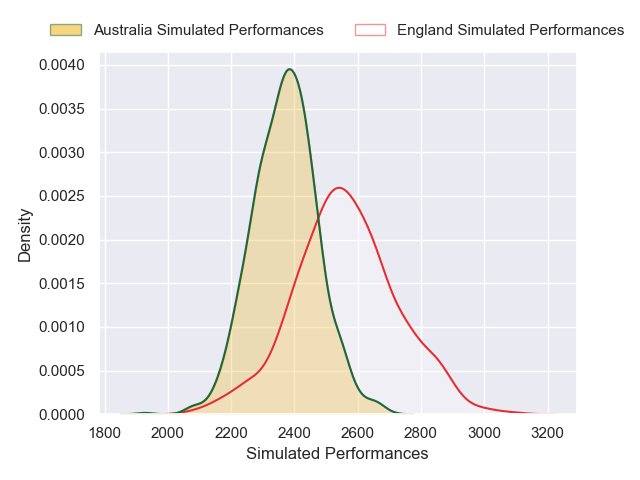 Australia Simulated Performances England Simulated Performances
0.0040
0.0035
0.0030
0.0025
0.0020
0.0015
0.0010
0.0005
0.0000
Density
1800 2000 2200 2400 2600 2800 3000 3200
Simulated Performances